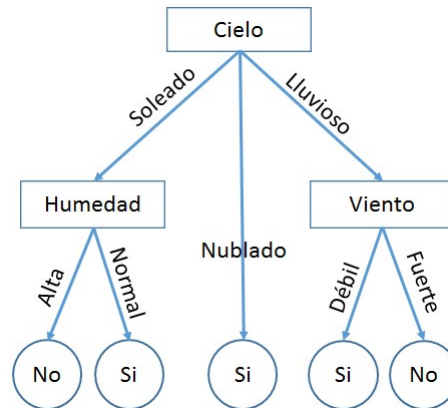 Cielo
Soleado
Lluvioso
Humedad
Viento
Nublado
Alta
Normal
Débil
Fuerte
No
Si
Si
Si
No